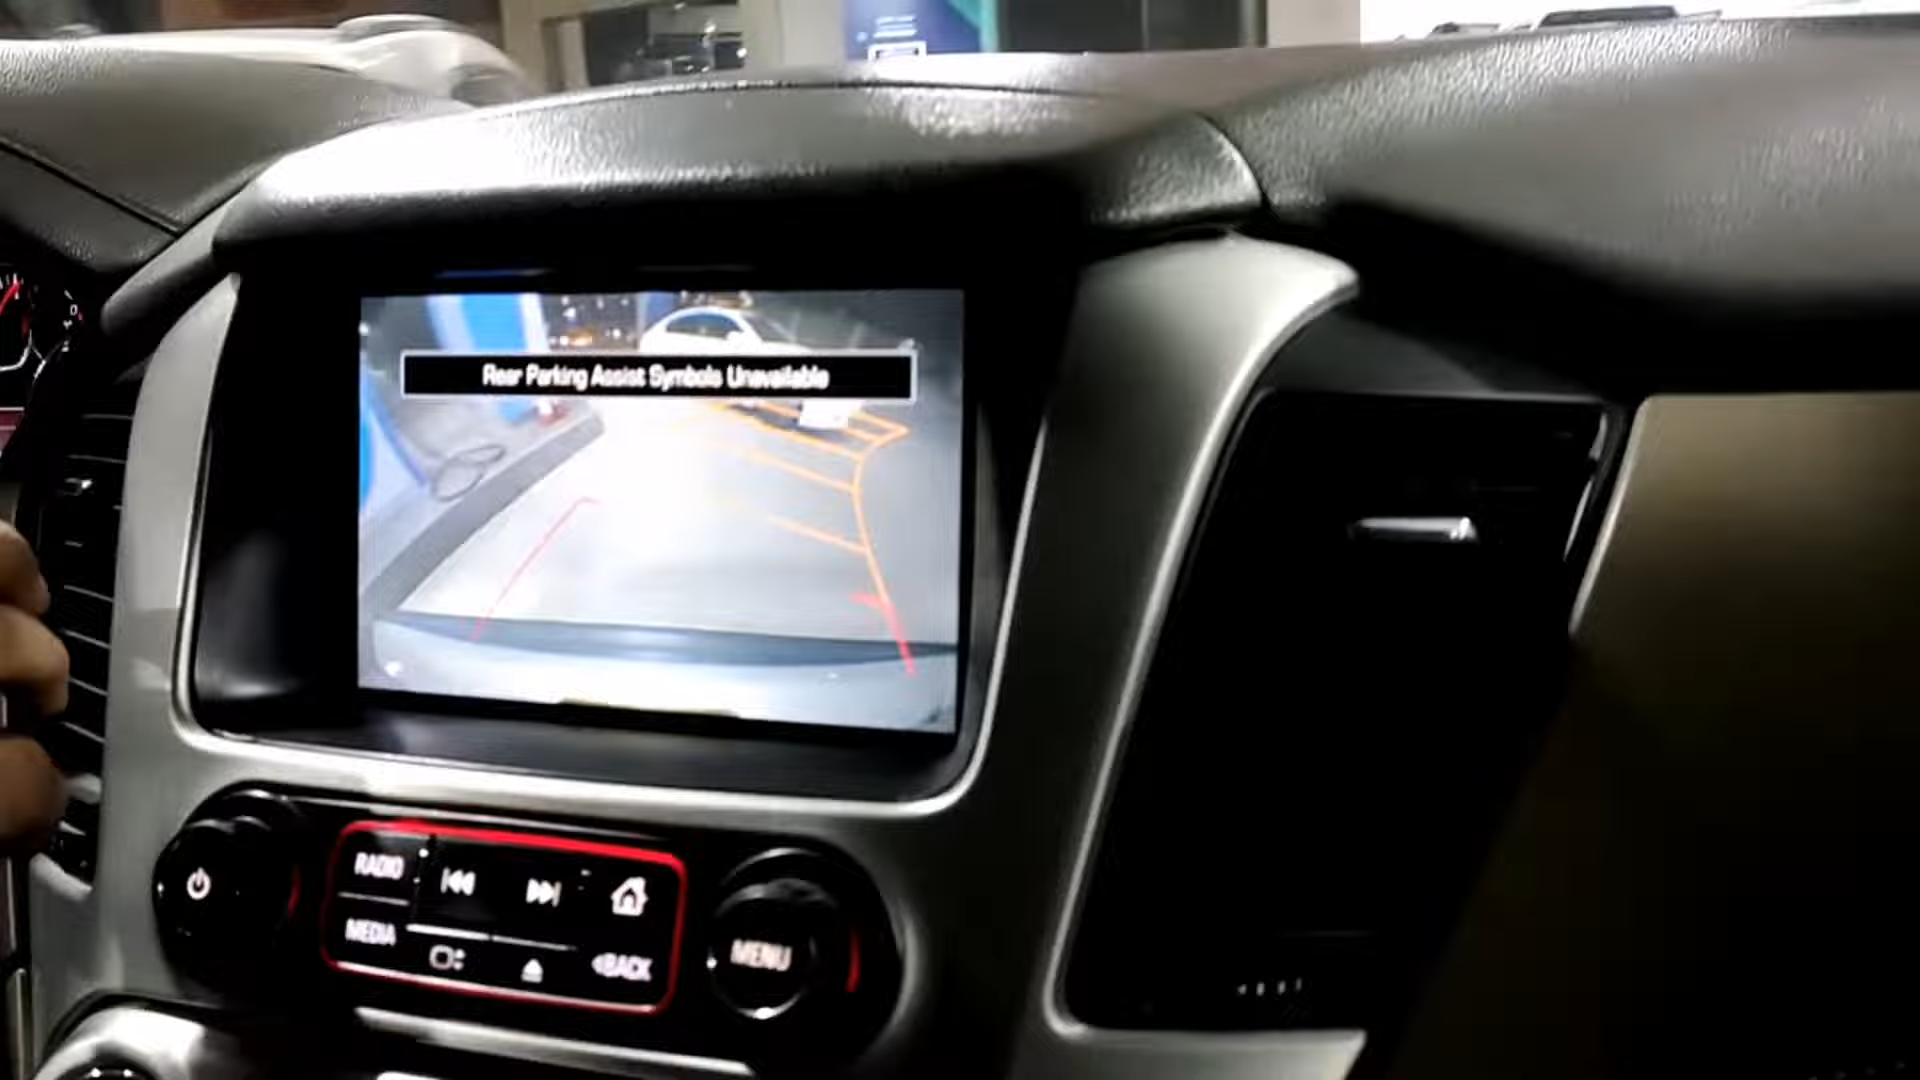 Rear Parking Assist Symbols Unavailable
RADIO
MEDIA
BACK
MENU